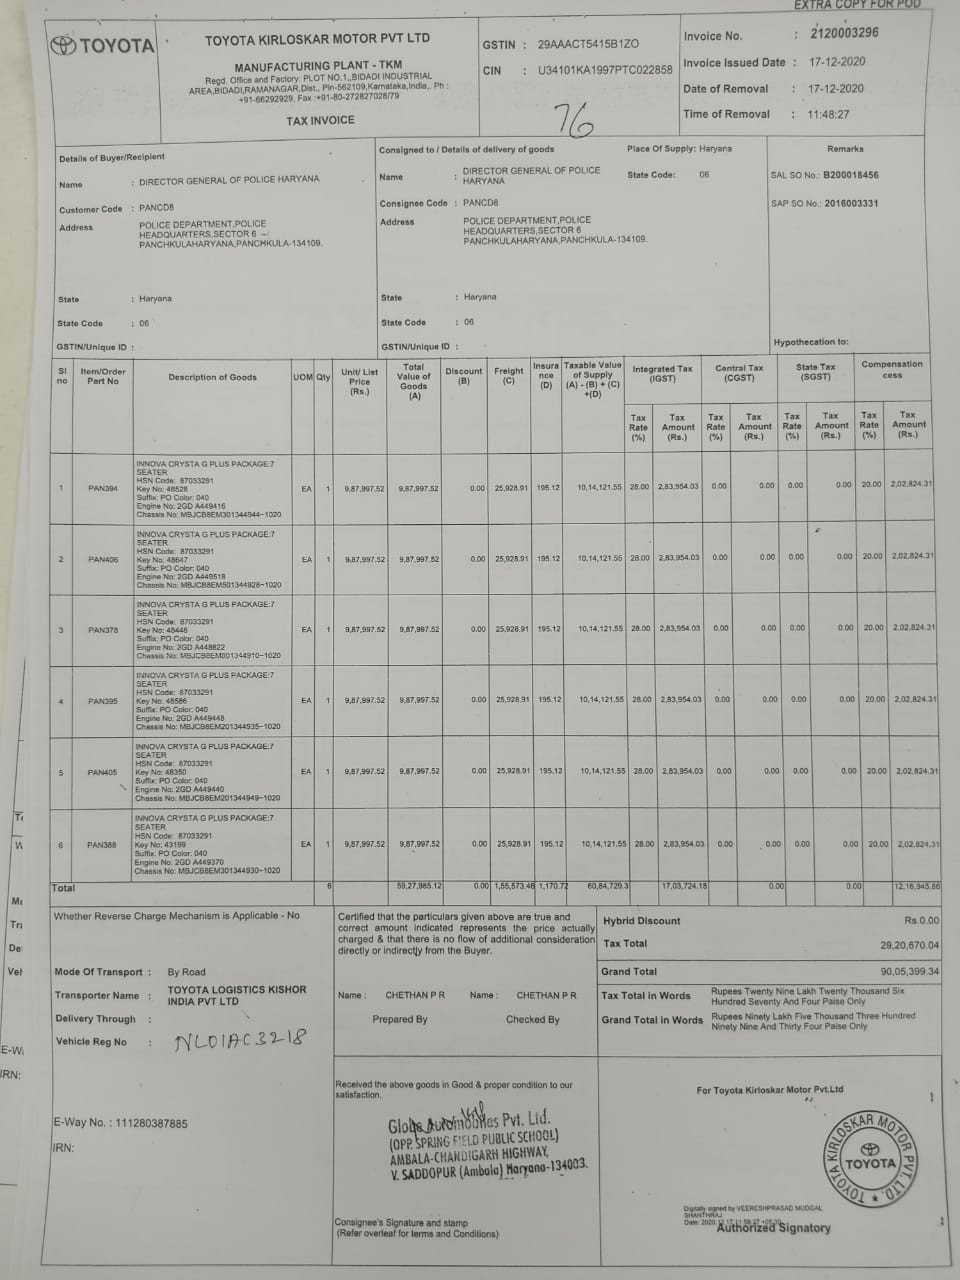 EXTRA COPY FOR POD
TOYOTA
TOYOTA KIRLOSKAR MOTOR PVT LTD
MANUFACTURING PLANT - TKM
Regd. Office and Factory: PLOT NO.1,,BIDADI INDUSTRIAL
AREA,BIDADI,RAMANAGAR,Dist., Pin-562109,Karnataka,India,. Ph :
+91-66292929, Fax :+91-80-272827028/79
TAX INVOICE
GSTIN : 29AAACT5415B1ZO
CIN : U34101KA1997PTC022858
76
Invoice No. : 2120003296
Invoice Issued Date : 17-12-2020
Date of Removal : 17-12-2020
Time of Removal : 11:48:27
Details of Buyer/Recipient
Name : DIRECTOR GENERAL OF POLICE HARYANA
Customer Code : PANCD8
Address POLICE DEPARTMENT,POLICE
HEADQUARTERS,SECTOR 6
PANCHKULAHARYANA,PANCHKULA-134109.
State : Haryana
State Code : 06
GSTIN/Unique ID :
Consigned to / Details of delivery of goods
Place Of Supply: Haryana
Name : DIRECTOR GENERAL OF POLICE
HARYANA
State Code: 06
Consignee Code : PANCD8
Address POLICE DEPARTMENT,POLICE
HEADQUARTERS,SECTOR 6
PANCHKULAHARYANA,PANCHKULA-134109.
State : Haryana
State Code : 06
GSTIN/Unique ID :
Remarks
SAL SO No.: B200018456
SAP SO No.: 2016003331
Hypothecation to:
Sl no Item/Order Part No Description of Goods UOM Qty Unit/ List Price (Rs.) Total Value of Goods (A) Discount (B) Freight (C) Insura nce (D) Taxable Value of Supply (A) - (B) + (C) +(D) Integrated Tax (IGST) Central Tax (CGST) State Tax (SGST) Compensation cess
Tax Rate (%) Tax Amount (Rs.) Tax Rate (%) Tax Amount (Rs.) Tax Rate (%) Tax Amount (Rs.) Tax Rate (%) Tax Amount (Rs.)
INNOVA CRYSTA G PLUS PACKAGE:7
SEATER
HSN Code: 87033291
1 PAN394 Key No: 48528 EA 1 9,87,997.52 9,87,997.52 0.00 25,928.91 195.12 10,14,121.55 28.00 2,83,954.03 0.00 0.00 0.00 0.00 20.00 2,02,824.31
Suffix: PO Color: 040
Engine No: 2GD A449416
Chassis No: MBJCB8EM301344944-1020
INNOVA CRYSTA G PLUS PACKAGE:7
SEATER
HSN Code: 87033291
2 PAN406 Key No: 48647 EA 1 9,87,997.52 9,87,997.52 0.00 25,928.91 195.12 10,14,121.55 28.00 2,83,954.03 0.00 0.00 0.00 0.00 20.00 2,02,824.31
Suffix: PO Color: 040
Engine No: 2GD A449518
Chassis No: MBJCB8EM501344928-1020
INNOVA CRYSTA G PLUS PACKAGE:7
SEATER
HSN Code: 87033291
3 PAN378 Key No: 48448 EA 1 9,87,997.52 9,87,997.52 0.00 25,928.91 195.12 10,14,121.55 28.00 2,83,954.03 0.00 0.00 0.00 0.00 20.00 2,02,824.31
Suffix: PO Color: 040
Engine No: 2GD A448822
Chassis No: MBJCB8EM801344910-1020
INNOVA CRYSTA G PLUS PACKAGE:7
SEATER
HSN Code: 87033291
4 PAN395 Key No: 48586 EA 1 9,87,997.52 9,87,997.52 0.00 25,928.91 195.12 10,14,121.55 28.00 2,83,954.03 0.00 0.00 0.00 0.00 20.00 2,02,824.31
Suffix: PO Color: 040
Engine No: 2GD A449448
Chassis No: MBJCB8EM201344935-1020
INNOVA CRYSTA G PLUS PACKAGE:7
SEATER
HSN Code: 87033291
5 PAN405 Key No: 48350 EA 1 9,87,997.52 9,87,997.52 0.00 25,928.91 195.12 10,14,121.55 28.00 2,83,954.03 0.00 0.00 0.00 0.00 20.00 2,02,824.31
Suffix: PO Color: 040
Engine No: 2GD A449440
Chassis No: MBJCB8EM201344949-1020
INNOVA CRYSTA G PLUS PACKAGE:7
SEATER
HSN Code: 87033291
6 PAN388 Key No: 43199 EA 1 9,87,997.52 9,87,997.52 0.00 25,928.91 195.12 10,14,121.55 28.00 2,83,954.03 0.00 0.00 0.00 0.00 20.00 2,02,824.31
Suffix: PO Color: 040
Engine No: 2GD A449370
Chassis No: MBJCB8EM301344930-1020
Total 6 59,27,985.12 0.00 1,55,573.46 1,170.72 60,84,729.3 17,03,724.18 0.00 0.00 12,16,945.86
Whether Reverse Charge Mechanism is Applicable - No
Mode Of Transport : By Road
Transporter Name : TOYOTA LOGISTICS KISHOR
INDIA PVT LTD
Delivery Through :
Vehicle Reg No : NL01AC3218
Certified that the particulars given above are true and
correct amount indicated represents the price actually
charged & that there is no flow of additional consideration
directly or indirectly from the Buyer.
Name : CHETHAN P R Name : CHETHAN P R
Prepared By Checked By
Hybrid Discount Rs.0.00
Tax Total 29,20,670.04
Grand Total 90,05,399.34
Tax Total in Words Rupees Twenty Nine Lakh Twenty Thousand Six
Hundred Seventy And Four Paise Only
Grand Total in Words Rupees Ninety Lakh Five Thousand Three Hundred
Ninety Nine And Thirty Four Paise Only
E-Way No. : 111280387885
IRN:
Received the above goods in Good & proper condition to our
satisfaction.
Globe Automobiles Pvt. Ltd.
(OPP. SPRING FIELD PUBLIC SCHOOL)
AMBALA-CHANDIGARH HIGHWAY,
V. SADDOPUR (Ambala) Haryana-134003.
Consignee's Signature and stamp
(Refer overleaf for terms and Conditions)
For Toyota Kirloskar Motor Pvt.Ltd
TOYOTA KIRLOSKAR MOTOR PVT. LTD.
TOYOTA
Digitally signed by VEERESHPRASAD MUDGAL
SHANTHRAJ
Date: 2020.12.17 11:58:27 +05:30
Authorized Signatory
W
Tra
De
Veh
E-Wa
IRN: